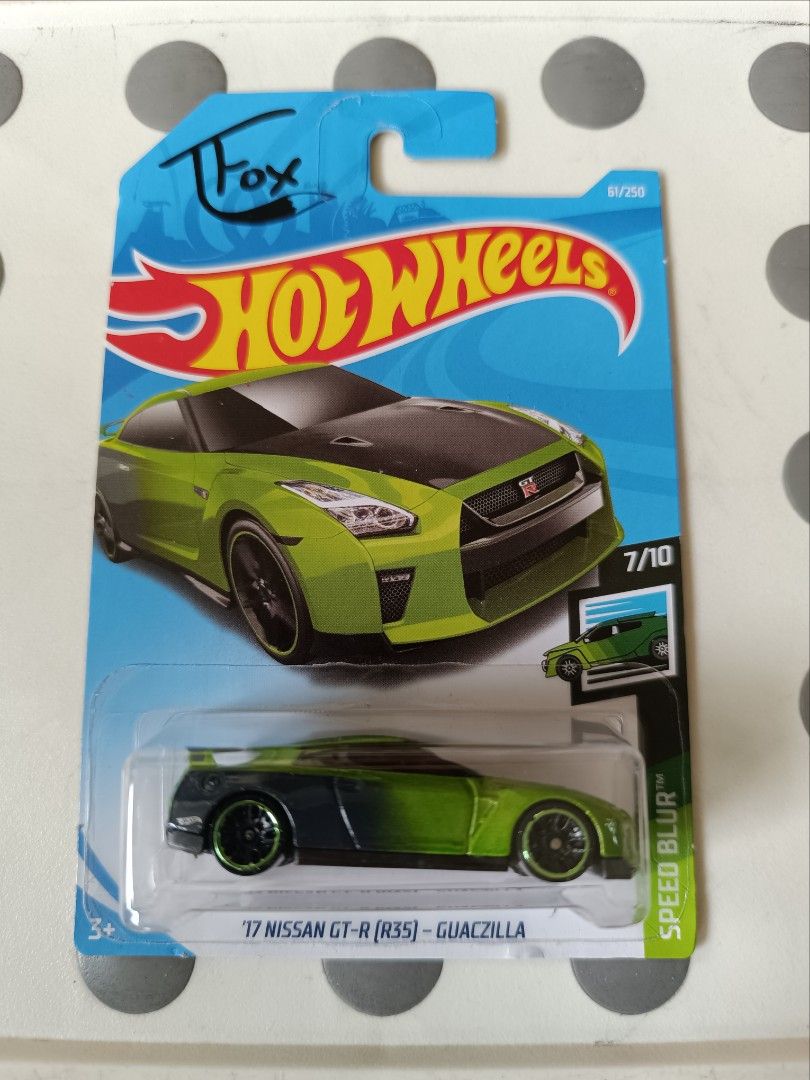 TFox
61/250
HOT WHEELS®
GT
R
7/10
SPEED BLUR™
'17 NISSAN GT-R (R35) – GUACZILLA
3+